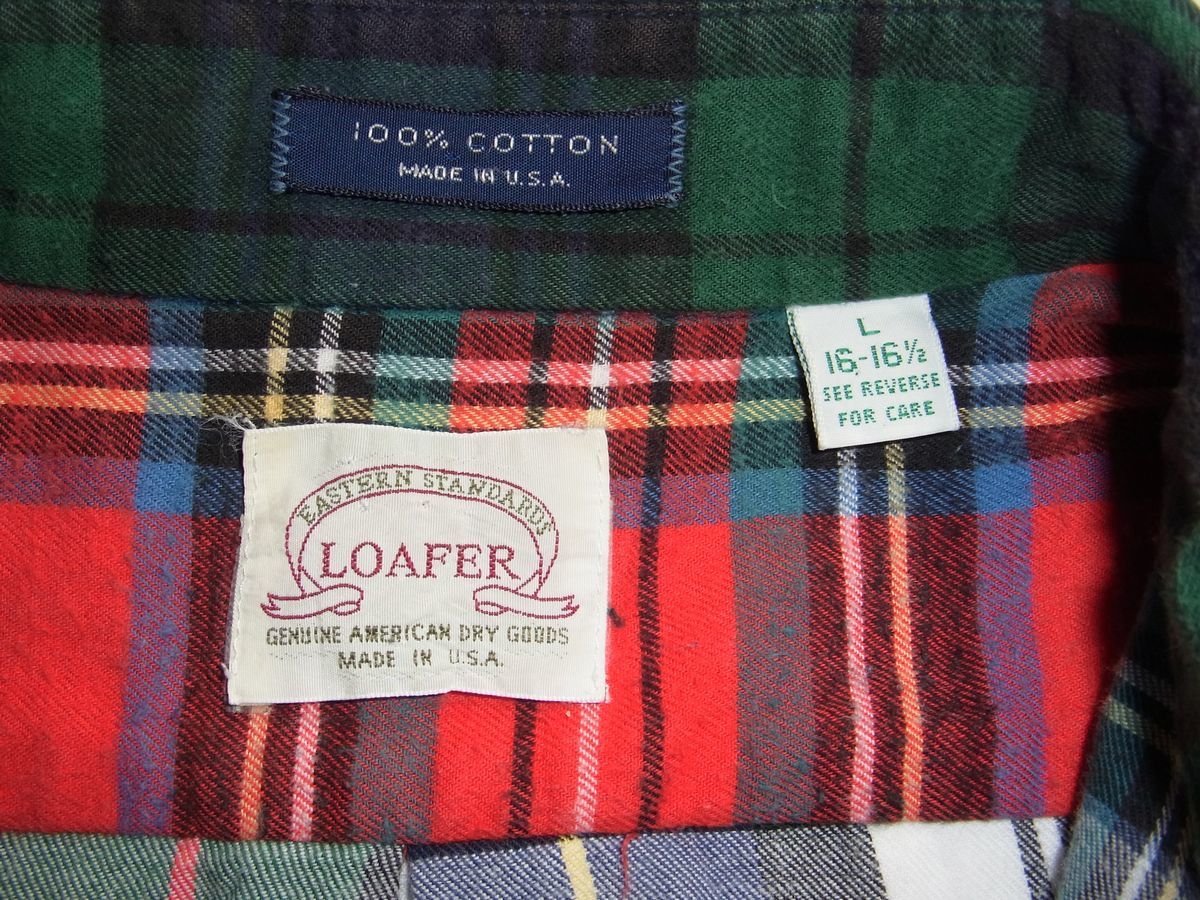 100% COTTON
MADE IN U.S.A.
L
16-16½
SEE REVERSE
FOR CARE
EASTERN STANDARDS
LOAFER
GENUINE AMERICAN DRY GOODS
MADE IN U.S.A.